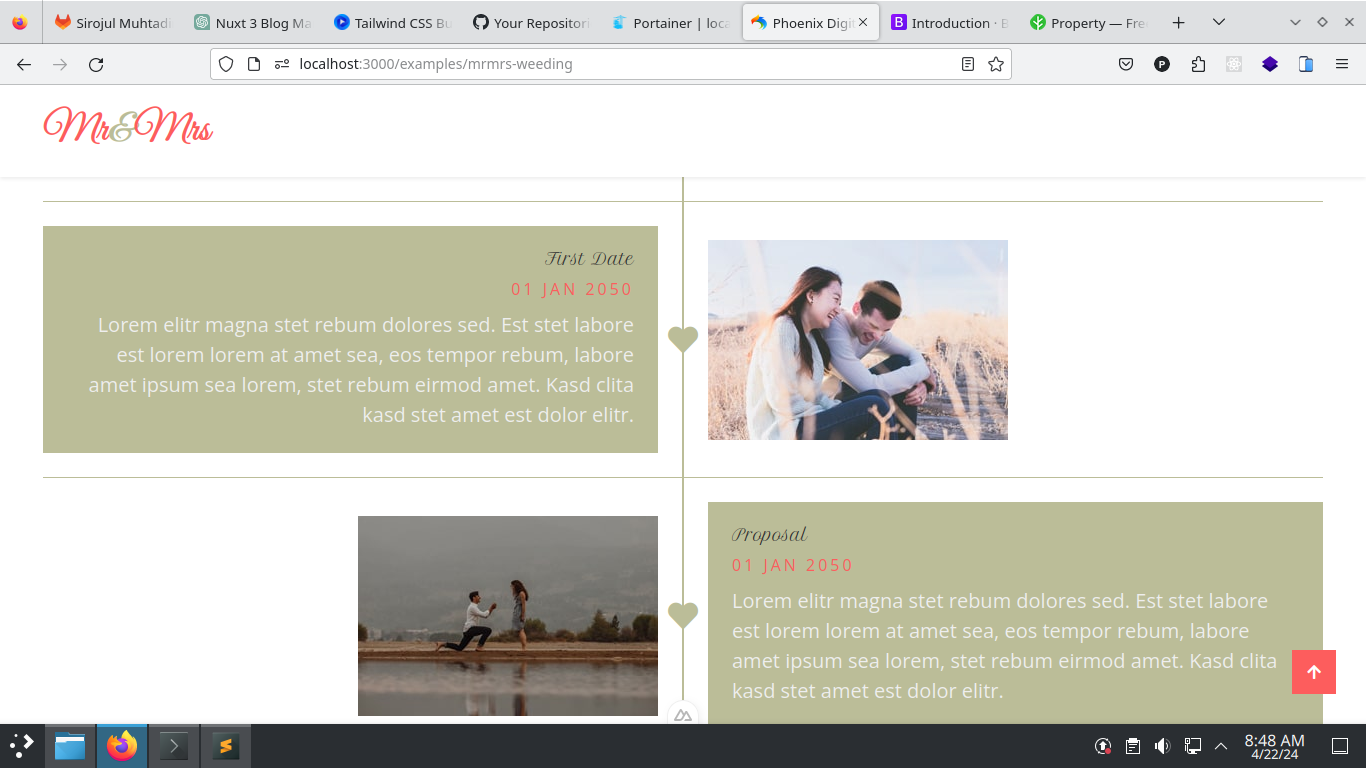 Sirojul Muhtadi
Nuxt 3 Blog Ma
Tailwind CSS Bu
Your Repositori
Portainer | loca
Phoenix Digit
Introduction · B
Property — Free
localhost:3000/examples/mrmrs-weeding
P
Mr&Mrs
First Date
01 JAN 2050
Lorem elitr magna stet rebum dolores sed. Est stet labore
est lorem lorem at amet sea, eos tempor rebum, labore
amet ipsum sea lorem, stet rebum eirmod amet. Kasd clita
kasd stet amet est dolor elitr.
Proposal
01 JAN 2050
Lorem elitr magna stet rebum dolores sed. Est stet labore
est lorem lorem at amet sea, eos tempor rebum, labore
amet ipsum sea lorem, stet rebum eirmod amet. Kasd clita
kasd stet amet est dolor elitr.
8:48 AM
4/22/24